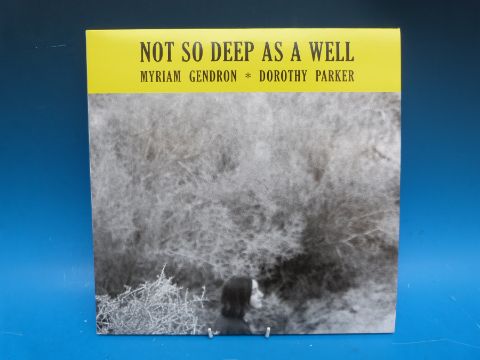 NOT SO DEEP AS A WELL
MYRIAM GENDRON * DOROTHY PARKER